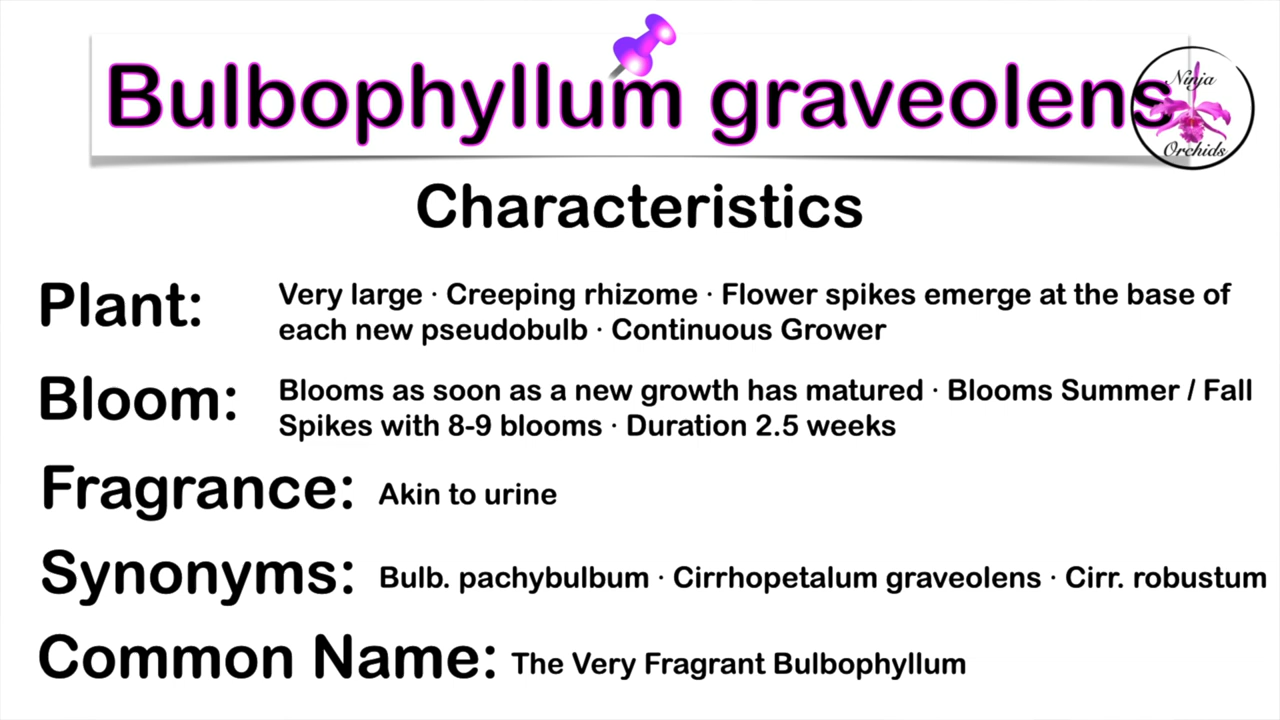 Bulbophyllum graveolens
Ninja
Orchids
Characteristics
Plant: Very large · Creeping rhizome · Flower spikes emerge at the base of
each new pseudobulb · Continuous Grower
Bloom: Blooms as soon as a new growth has matured · Blooms Summer / Fall
Spikes with 8-9 blooms · Duration 2.5 weeks
Fragrance: Akin to urine
Synonyms: Bulb. pachybulbum · Cirrhopetalum graveolens · Cirr. robustum
Common Name: The Very Fragrant Bulbophyllum